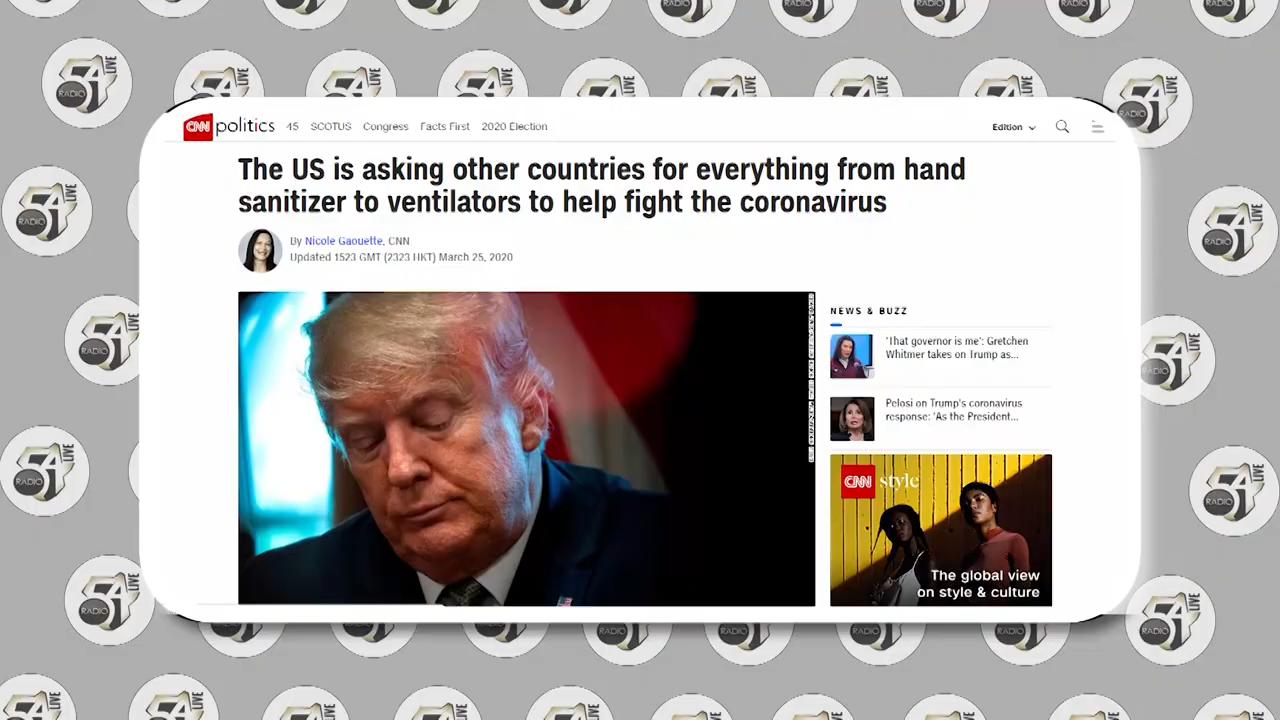 CNN politics 45 SCOTUS Congress Facts First 2020 Election Edition
The US is asking other countries for everything from hand
sanitizer to ventilators to help fight the coronavirus
By Nicole Gaouette, CNN
Updated 1523 GMT (2323 HKT) March 25, 2020
NEWS & BUZZ
'That governor is me': Gretchen
Whitmer takes on Trump as...
Pelosi on Trump's coronavirus
response: 'As the President...
CNN style
The global view
on style & culture
RADIO 54 LIVE